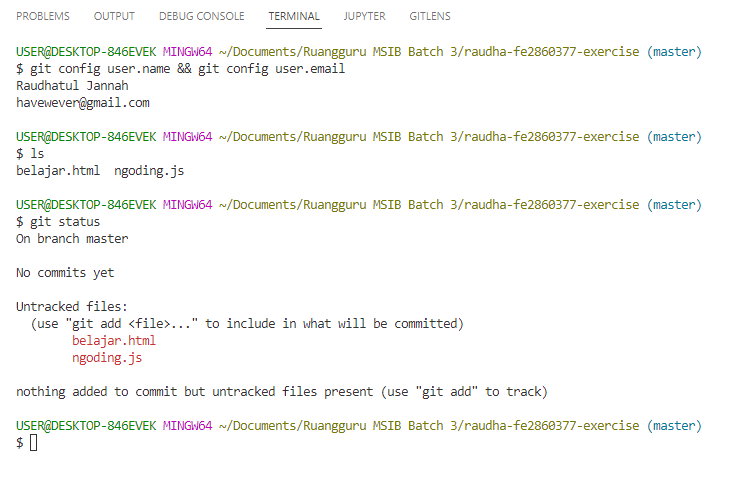 PROBLEMS OUTPUT DEBUG CONSOLE TERMINAL JUPYTER GITLENS
USER@DESKTOP-846EVEK MINGW64 ~/Documents/Ruangguru MSIB Batch 3/raudha-fe2860377-exercise (master)
$ git config user.name && git config user.email
Raudhatul Jannah
havewever@gmail.com
USER@DESKTOP-846EVEK MINGW64 ~/Documents/Ruangguru MSIB Batch 3/raudha-fe2860377-exercise (master)
$ ls
belajar.html  ngoding.js
USER@DESKTOP-846EVEK MINGW64 ~/Documents/Ruangguru MSIB Batch 3/raudha-fe2860377-exercise (master)
$ git status
On branch master
No commits yet
Untracked files:
  (use "git add <file>..." to include in what will be committed)
        belajar.html
        ngoding.js
nothing added to commit but untracked files present (use "git add" to track)
USER@DESKTOP-846EVEK MINGW64 ~/Documents/Ruangguru MSIB Batch 3/raudha-fe2860377-exercise (master)
$